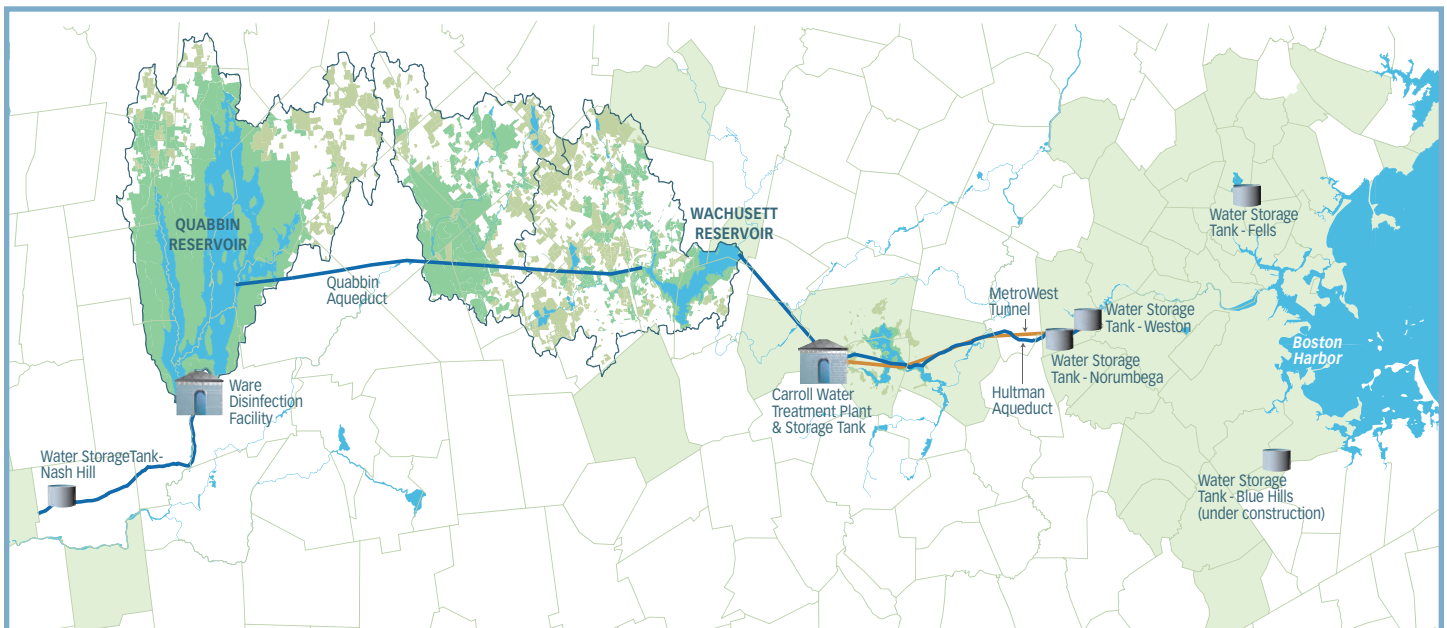 QUABBIN
RESERVOIR
WACHUSETT
RESERVOIR
Quabbin
Aqueduct
Ware
Disinfection
Facility
Water StorageTank-
Nash Hill
Carroll Water
Treatment Plant
& Storage Tank
MetroWest
Tunnel
Hultman
Aqueduct
Water Storage
Tank - Weston
Water Storage
Tank - Norumbega
Water Storage
Tank - Fells
Boston
Harbor
Water Storage
Tank - Blue Hills
(under construction)